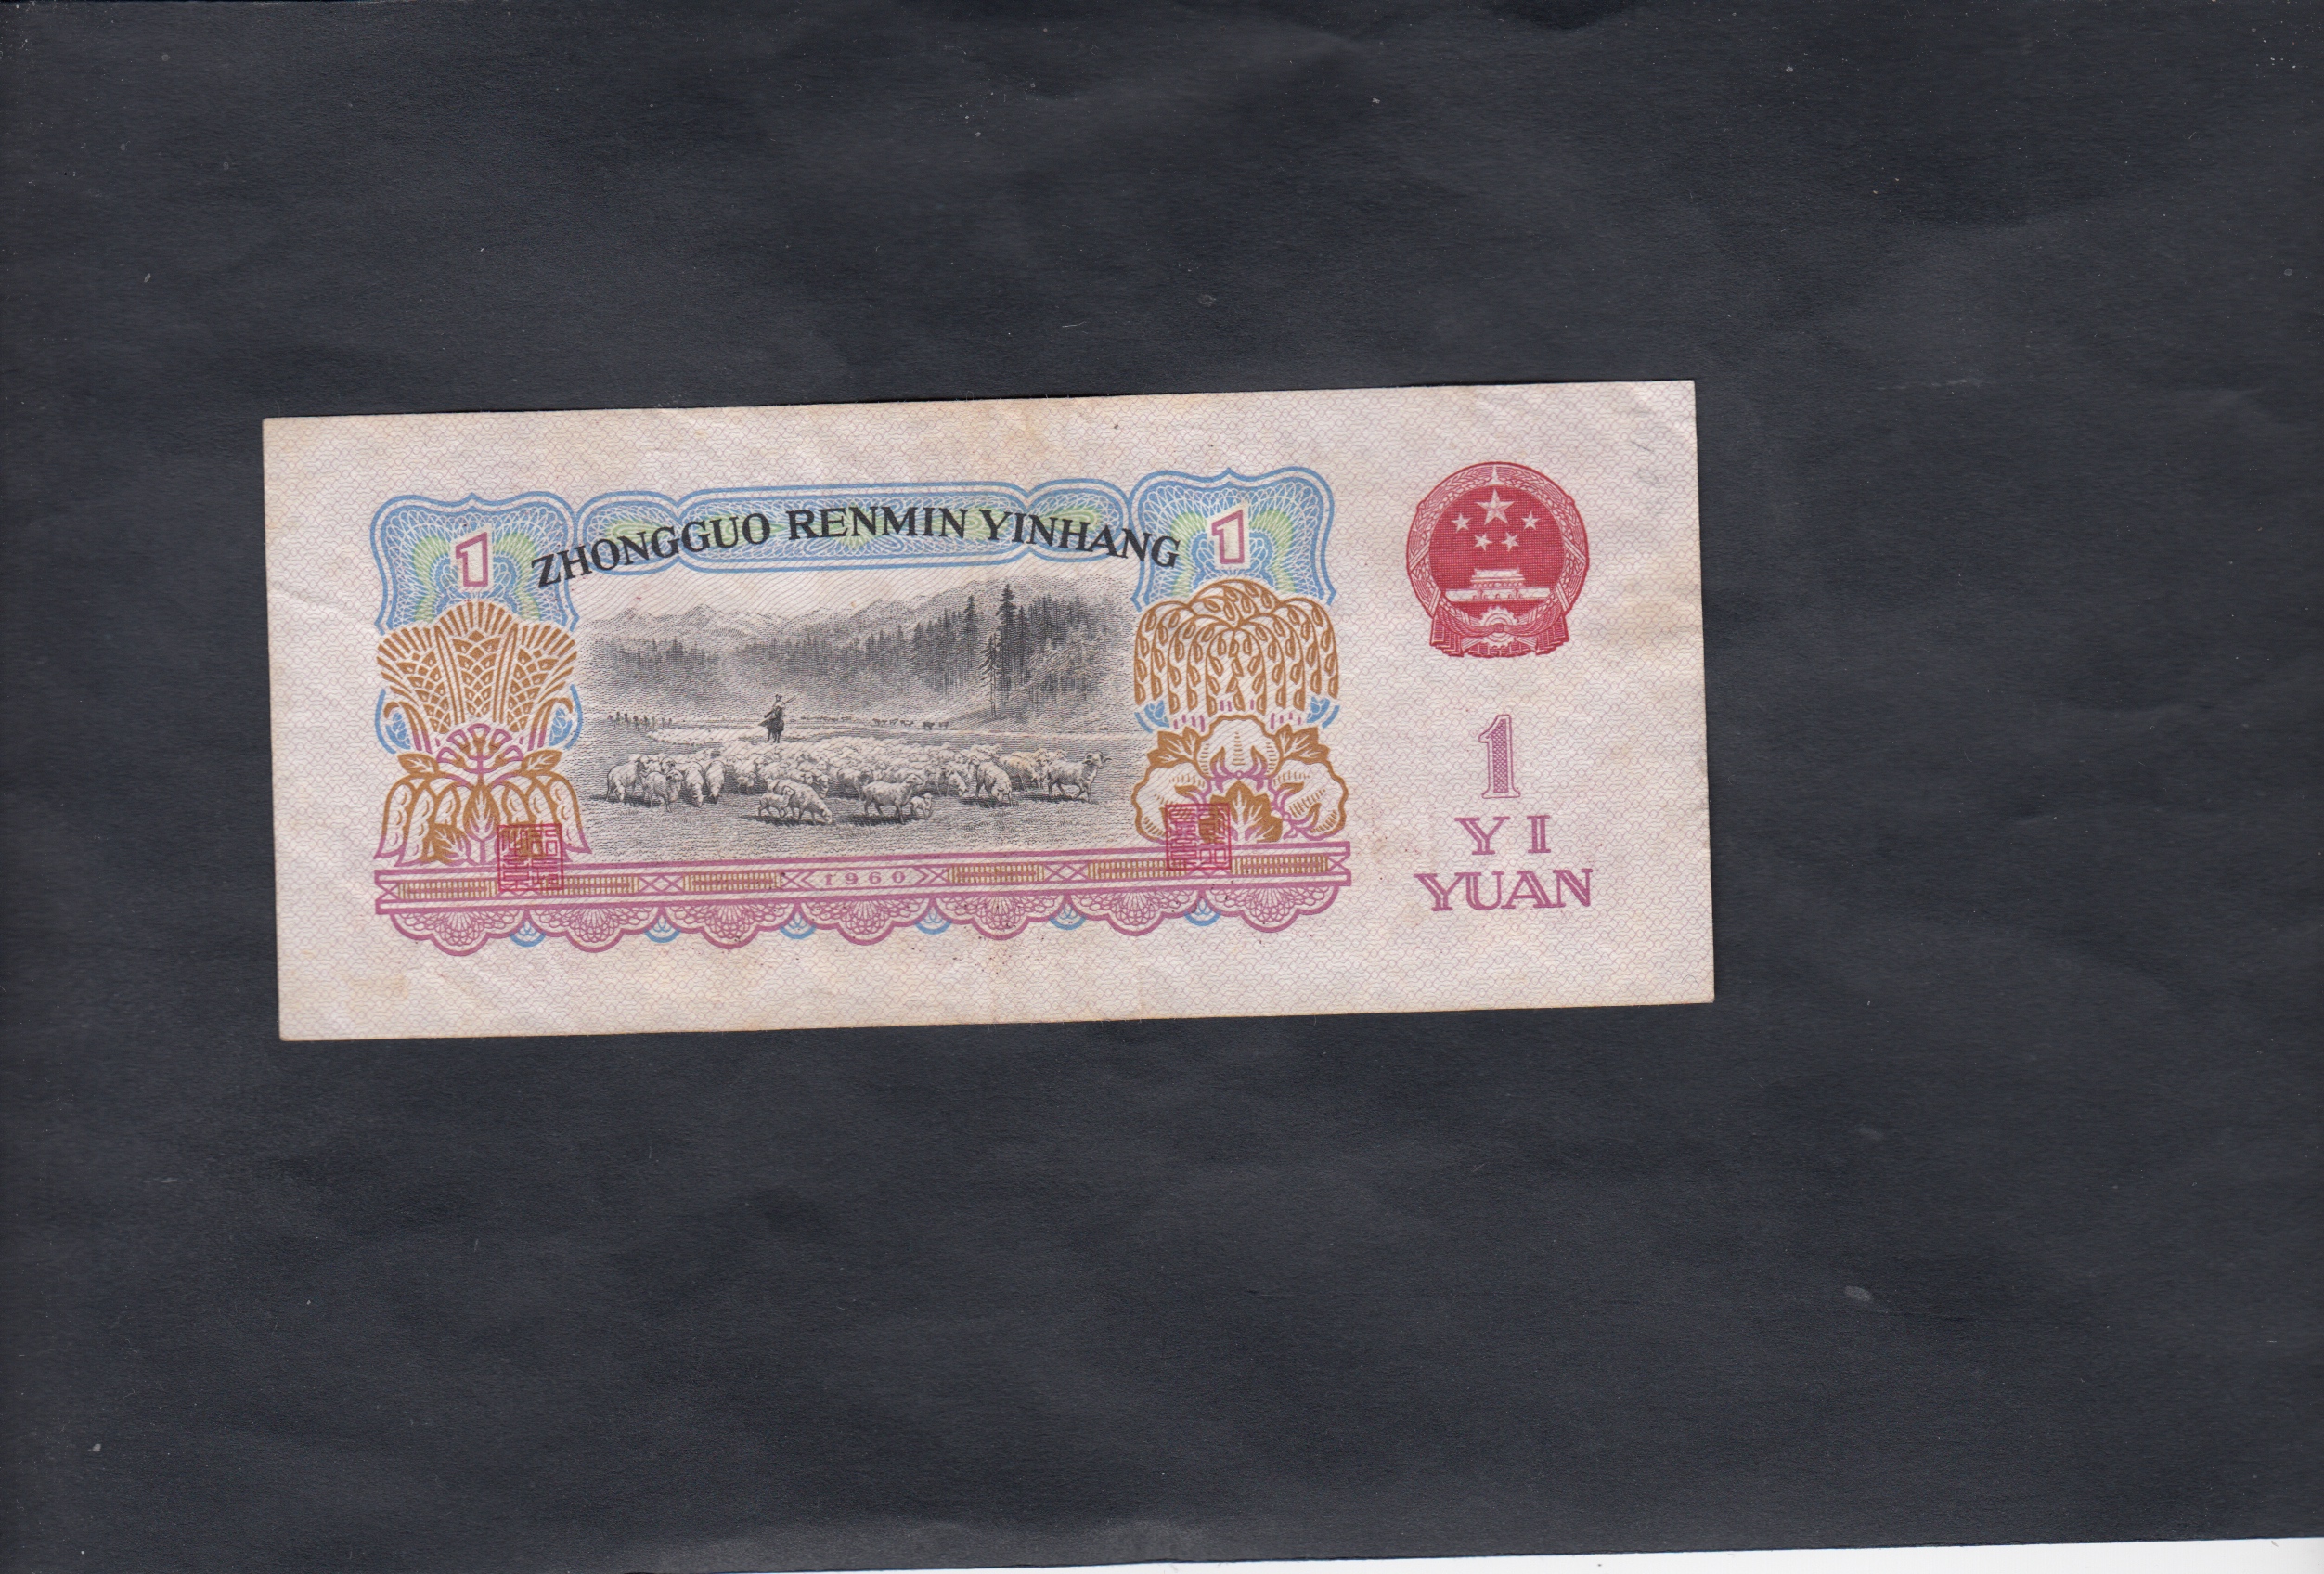 1
ZHONGGUO RENMIN YINHANG
1
1
YI
YUAN
1960